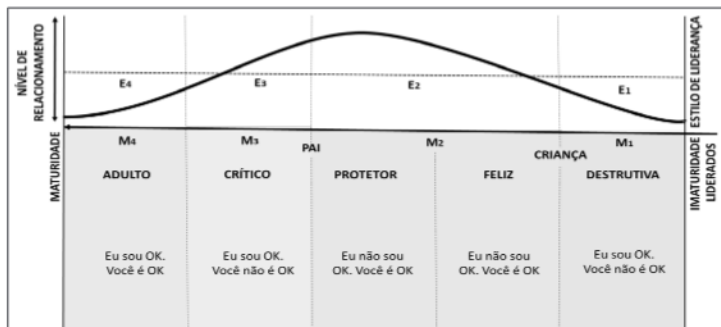 NÍVEL DE
RELACIONAMENTO
ESTILO DE LIDERANÇA
E4
E3
E2
E1
MATURIDADE
IMATURIDADE
LIDERADOS
M4
M3
PAI
M2
CRIANÇA
M1
ADULTO
CRÍTICO
PROTETOR
FELIZ
DESTRUTIVA
Eu sou OK.
Você é OK
Eu sou OK.
Você não é OK
Eu não sou
OK. Você é OK
Eu não sou
OK. Você é OK
Eu sou OK.
Você não é OK